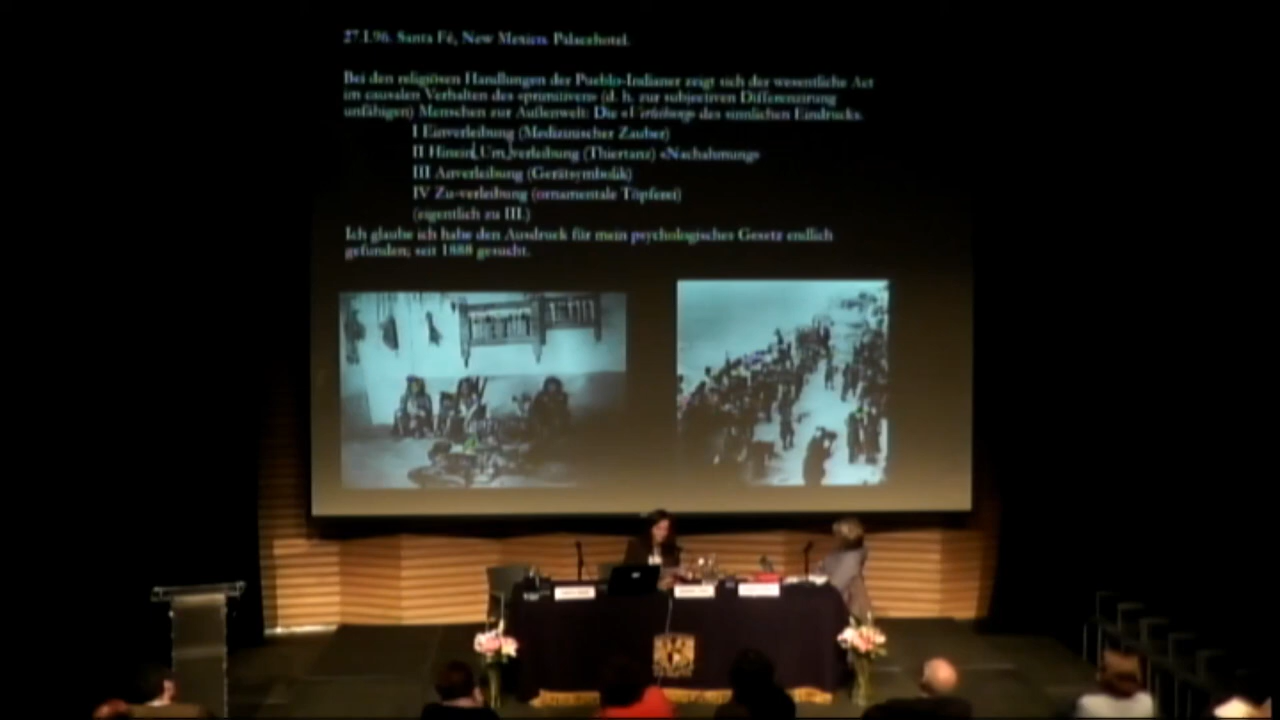 27.I.96. Santa Fé, New Mexico. Palacehotel.
Bei den religiösen Handlungen der Pueblo-Indianer zeigt sich der wesentliche Act
im causalen Verhalten des »primitiven« (d. h. zur subjectiven Differenzirung
unfähigen) Menschen zur Außenwelt: Die des sinnlichen Eindrucks.
I Einverleibung (Medizinischer Zauber)
II Hinein Um verleibung (Thiertanz) »Nachahmung«
III Anverleibung (Gerätsymbolik)
IV Zu-verleibung (ornamentale Töpferei)
(eigentlich zu III.)
Ich glaube ich habe den Ausdruck für mein psychologisches Gesetz endlich
gefunden; seit 1888 gesucht.